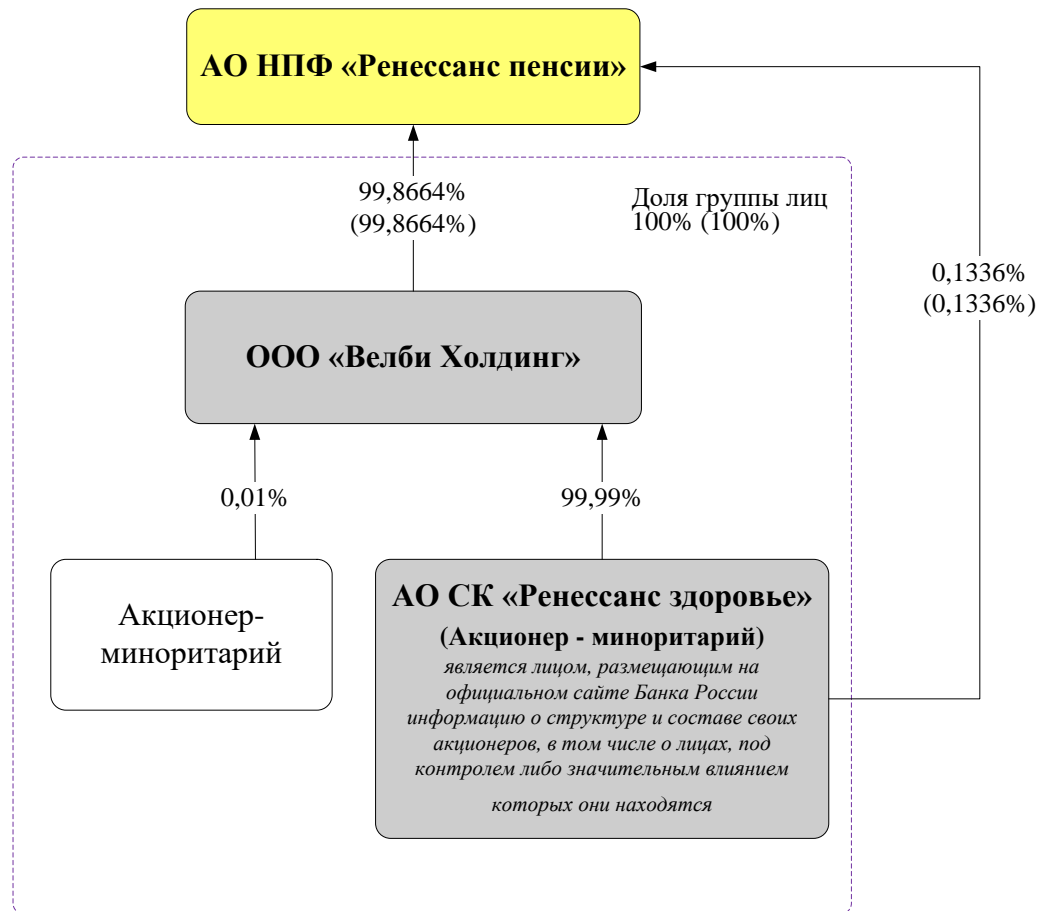 АО НПФ «Ренессанс пенсии»
99,8664%
(99,8664%)
Доля группы лиц
100% (100%)
0,1336%
(0,1336%)
ООО «Велби Холдинг»
0,01%
99,99%
Акционер-
миноритарий
АО СК «Ренессанс здоровье»
(Акционер - миноритарий)
является лицом, размещающим на
официальном сайте Банка России
информацию о структуре и составе своих
акционеров, в том числе о лицах, под
контролем либо значительным влиянием
которых они находятся